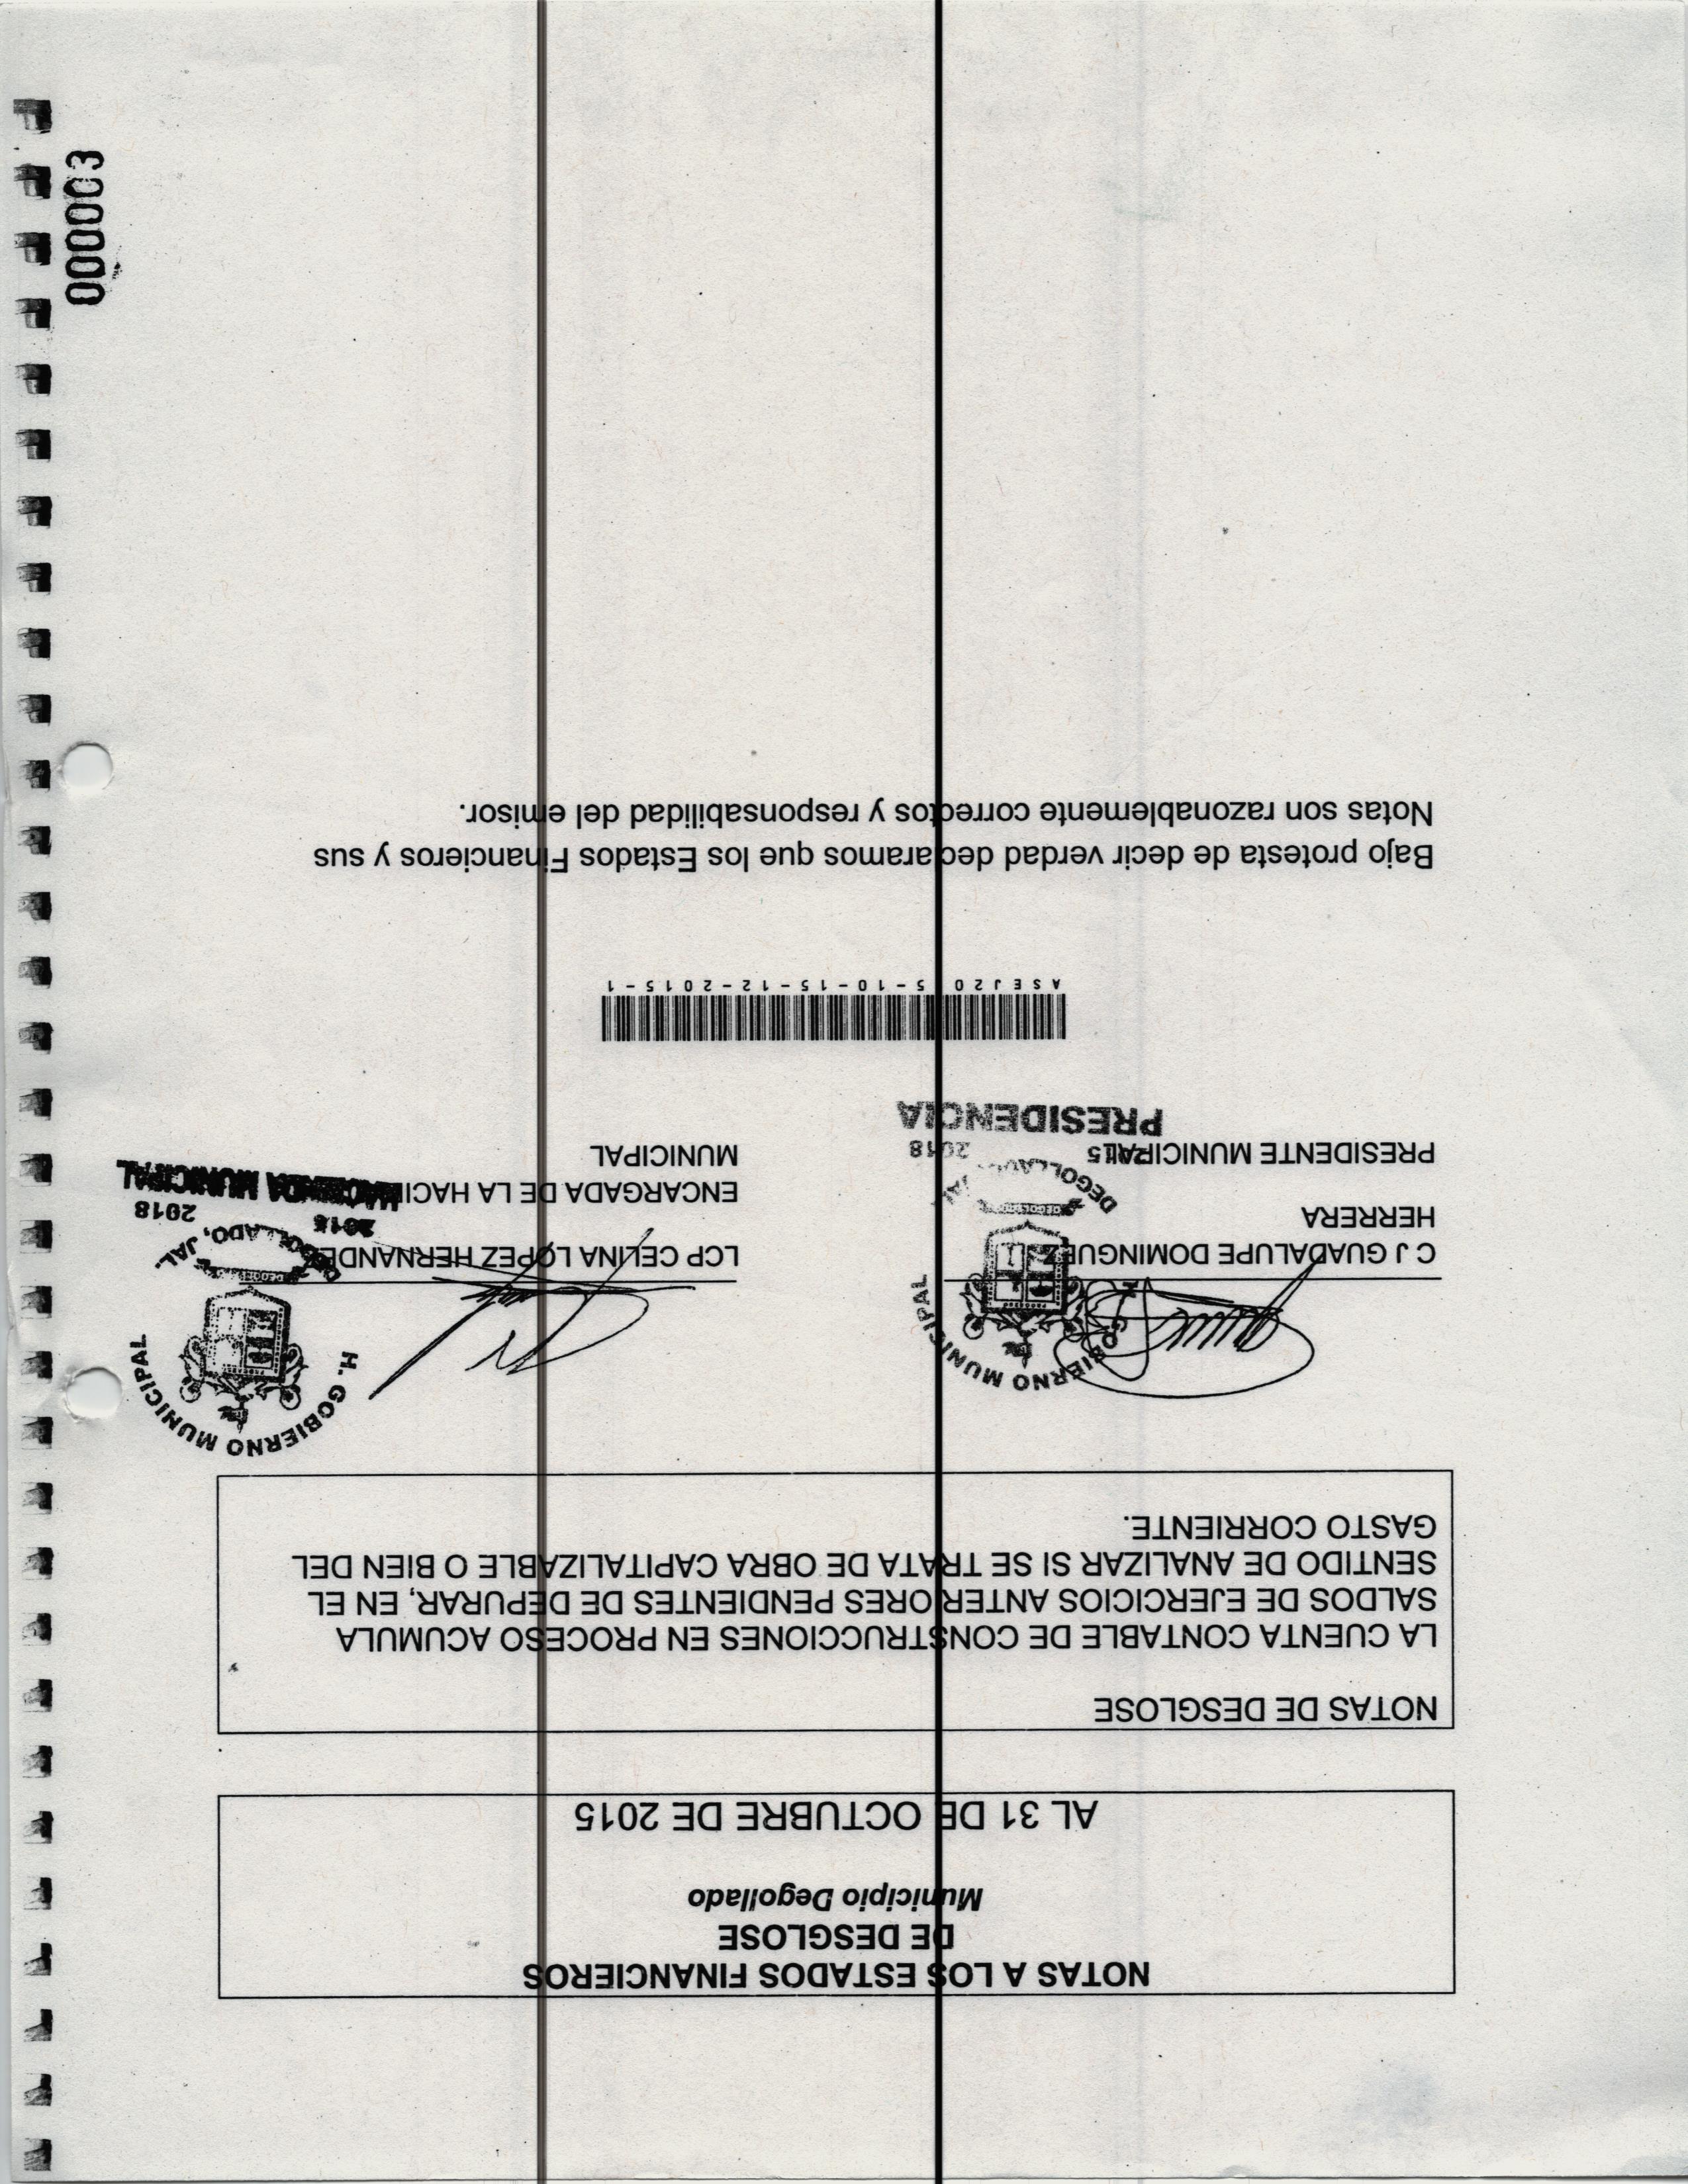 NOTAS A LOS ESTADOS FINANCIEROS
DE DESGLOSE
Municipio Degollado
AL 31 DE OCTUBRE DE 2015
NOTAS DE DESGLOSE
LA CUENTA CONTABLE DE CONSTRUCCIONES EN PROCESO ACUMULA
SALDOS DE EJERCICIOS ANTERIORES PENDIENTES DE DEPURAR, EN EL
SENTIDO DE ANALIZAR SI SE TRATA DE OBRA CAPITALIZABLE O BIEN DEL
GASTO CORRIENTE.
GOBIERNO MUNICIPAL
H. GOBIERNO MUNICIPAL
C J GUADALUPE DOMINGUEZ
HERRERA
PRESIDENTE MUNICIPAL
DEGOLLADO, JAL.
2018
PRESIDENCIA
LCP CELINA LOPEZ HERNANDEZ
ENCARGADA DE LA
MUNICIPAL
DEGOLLADO, JAL.
2018
MUNICIPAL
ASEJ20 5-10-15-12-2015-1
Bajo protesta de decir verdad declaramos que los Estados Financieros y sus
Notas son razonablemente correctos y responsabilidad del emisor.
000003